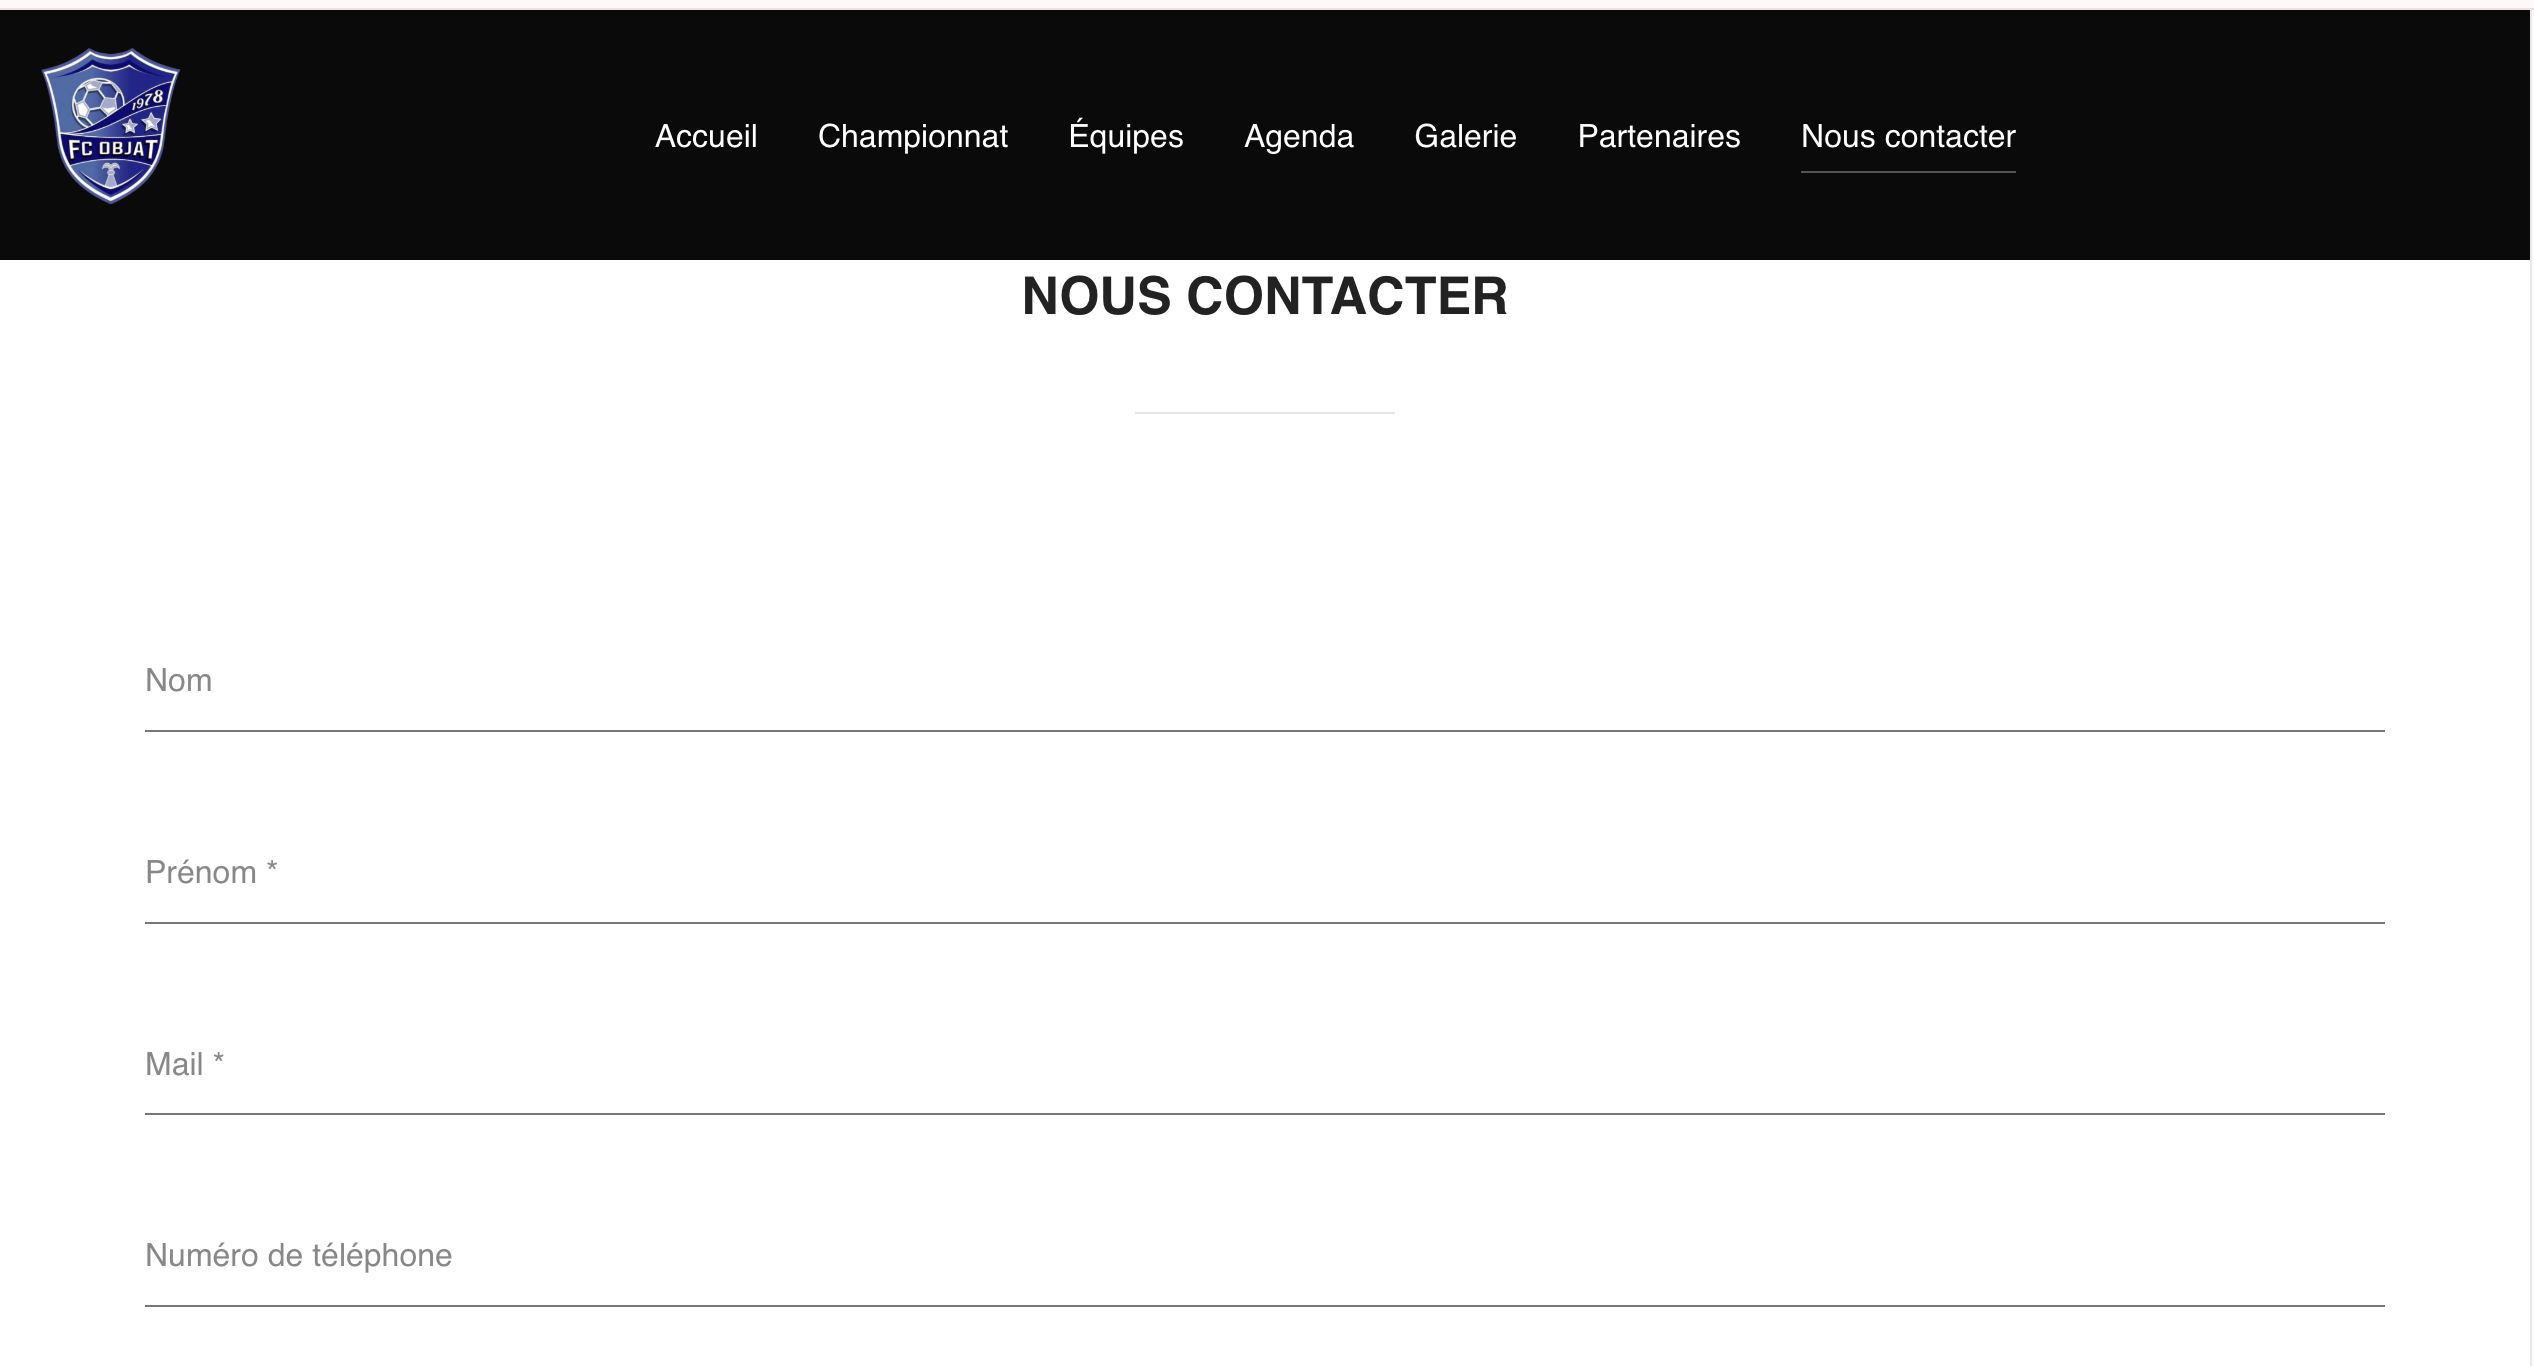 1978
FC OBJAT
Accueil Championnat Équipes Agenda Galerie Partenaires Nous contacter
NOUS CONTACTER
Nom
Prénom *
Mail *
Numéro de téléphone